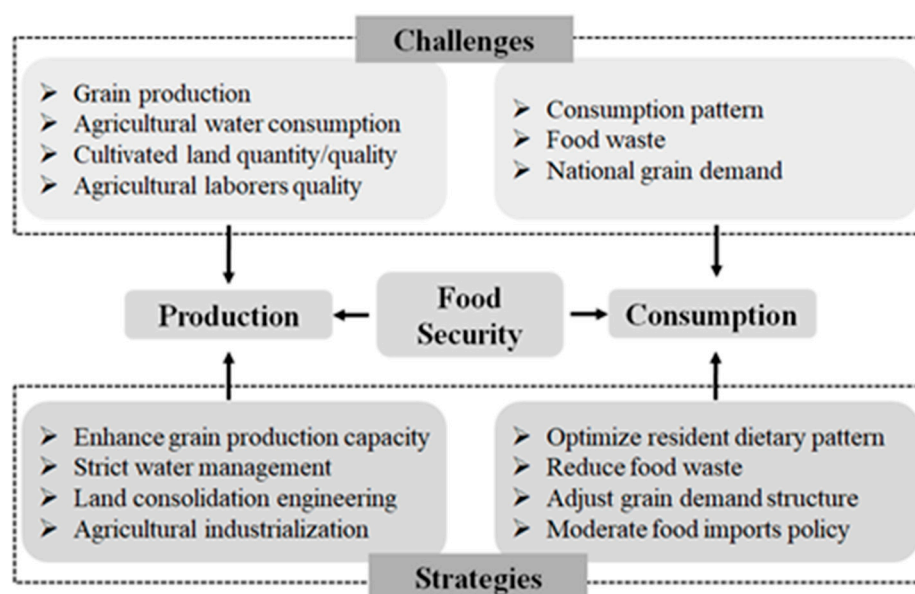 Challenges
Grain production
Agricultural water consumption
Cultivated land quantity/quality
Agricultural laborers quality
Consumption pattern
Food waste
National grain demand
Production
Food
Security
Consumption
Enhance grain production capacity
Strict water management
Land consolidation engineering
Agricultural industrialization
Optimize resident dietary pattern
Reduce food waste
Adjust grain demand structure
Moderate food imports policy
Strategies